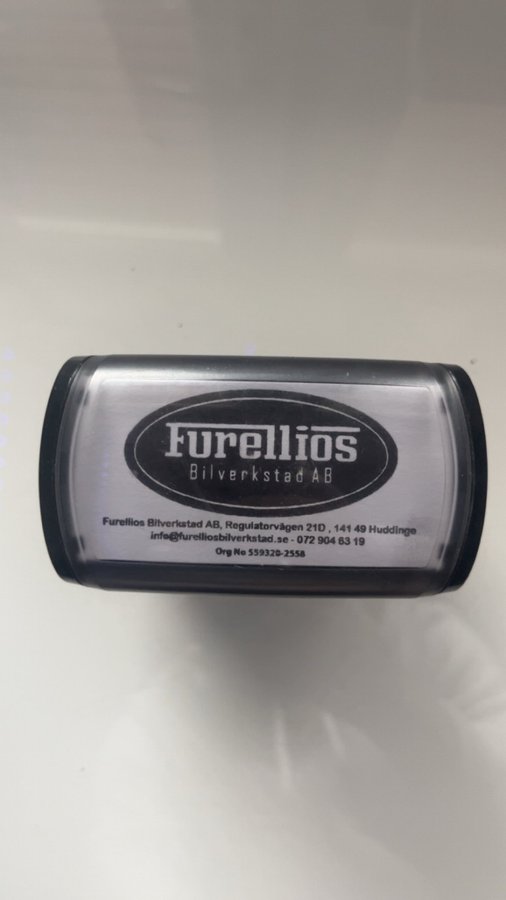 Furellios
Bilverkstad AB
Furellios Bilverkstad AB, Regulatorvägen 21D , 141 49 Huddinge
info@furelliosbilverkstad.se - 072 904 63 19
Org No 559320-2558